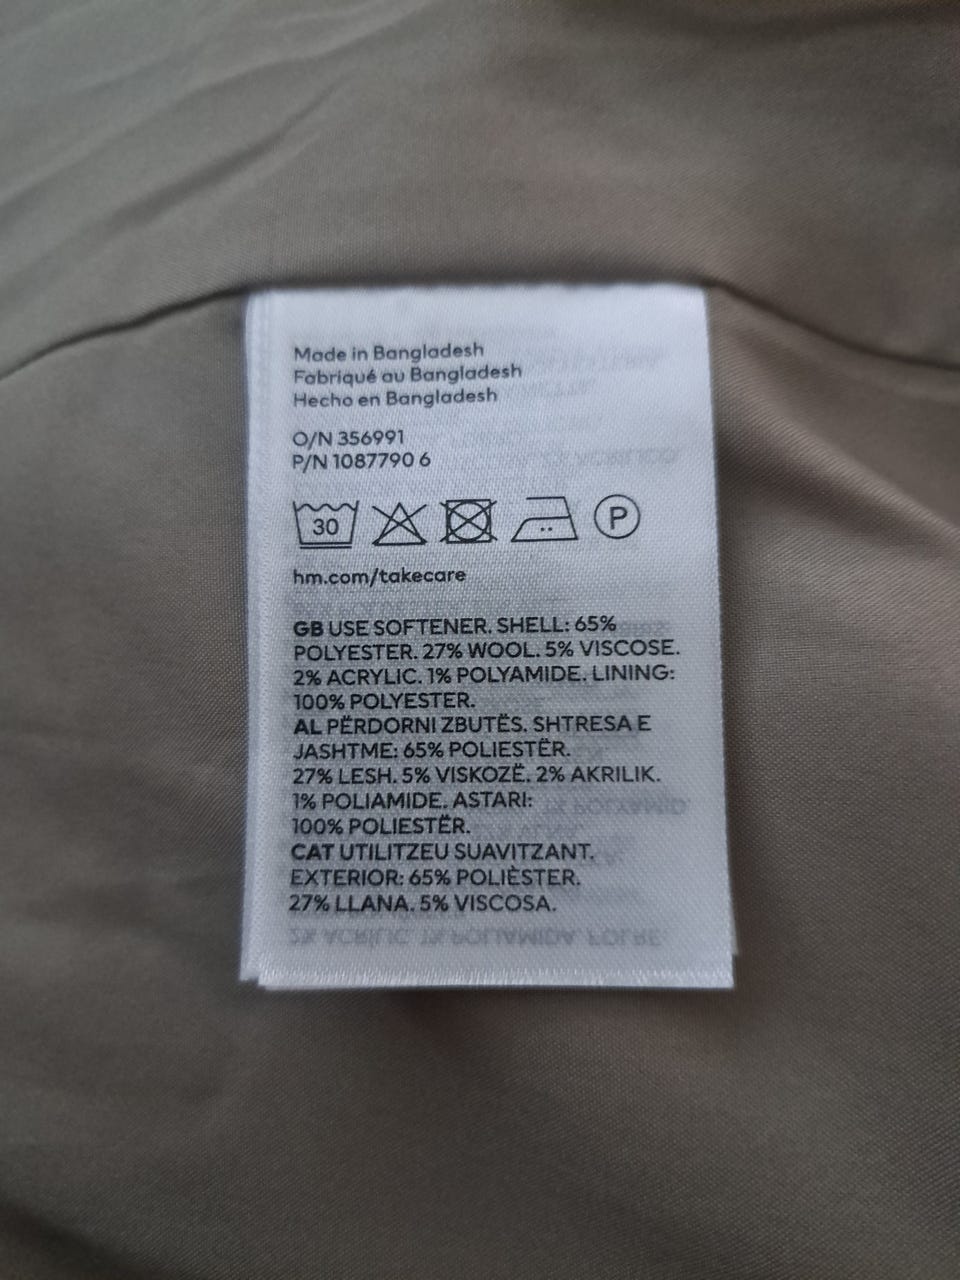 Made in Bangladesh
Fabriqué au Bangladesh
Hecho en Bangladesh
O/N 356991
P/N 1087790 6
30
P
hm.com/takecare
GB USE SOFTENER. SHELL: 65%
POLYESTER. 27% WOOL. 5% VISCOSE.
2% ACRYLIC. 1% POLYAMIDE. LINING:
100% POLYESTER.
AL PËRDORNI ZBUTËS. SHTRESA E
JASHTME: 65% POLIESTËR.
27% LESH. 5% VISKOZË. 2% AKRILIK.
1% POLIAMIDE. ASTARI:
100% POLIESTËR.
CAT UTILITZEU SUAVITZANT.
EXTERIOR: 65% POLIÈSTER.
27% LLANA. 5% VISCOSA.